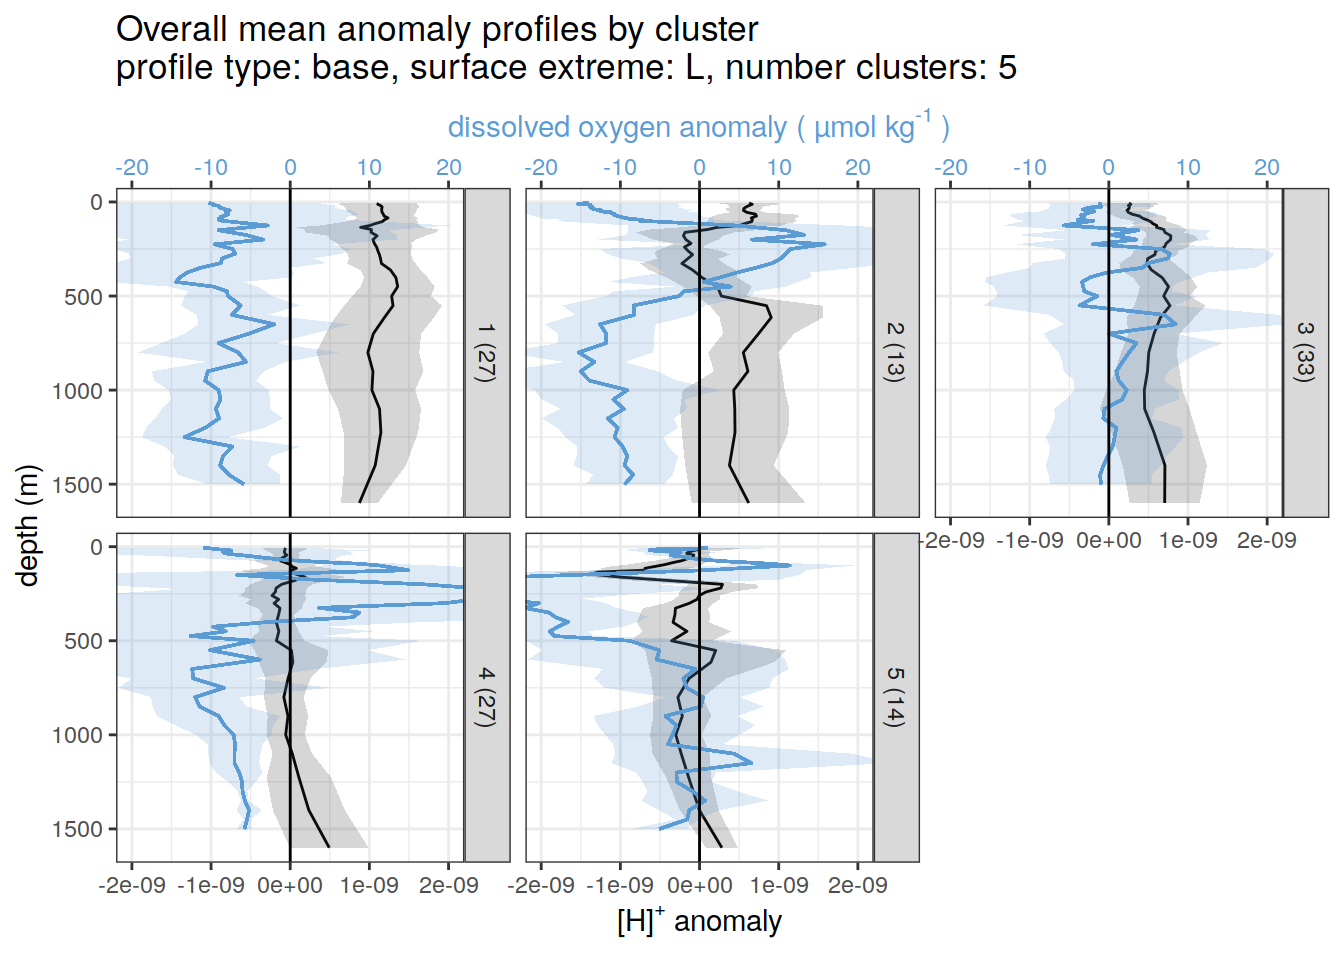 Overall mean anomaly profiles by cluster
profile type: base, surface extreme: L, number clusters: 5
dissolved oxygen anomaly ( µmol kg⁻¹ )
-20 -10 0 10 20 -20 -10 0 10 20 -20 -10 0 10 20
0
500
1000
1500
1 (27)
2 (13)
3 (33)
-2e-09 -1e-09 0e+00 1e-09 2e-09
depth (m)
0
500
1000
1500
4 (27)
5 (14)
-2e-09 -1e-09 0e+00 1e-09 2e-09 -2e-09 -1e-09 0e+00 1e-09 2e-09
[H]⁺ anomaly